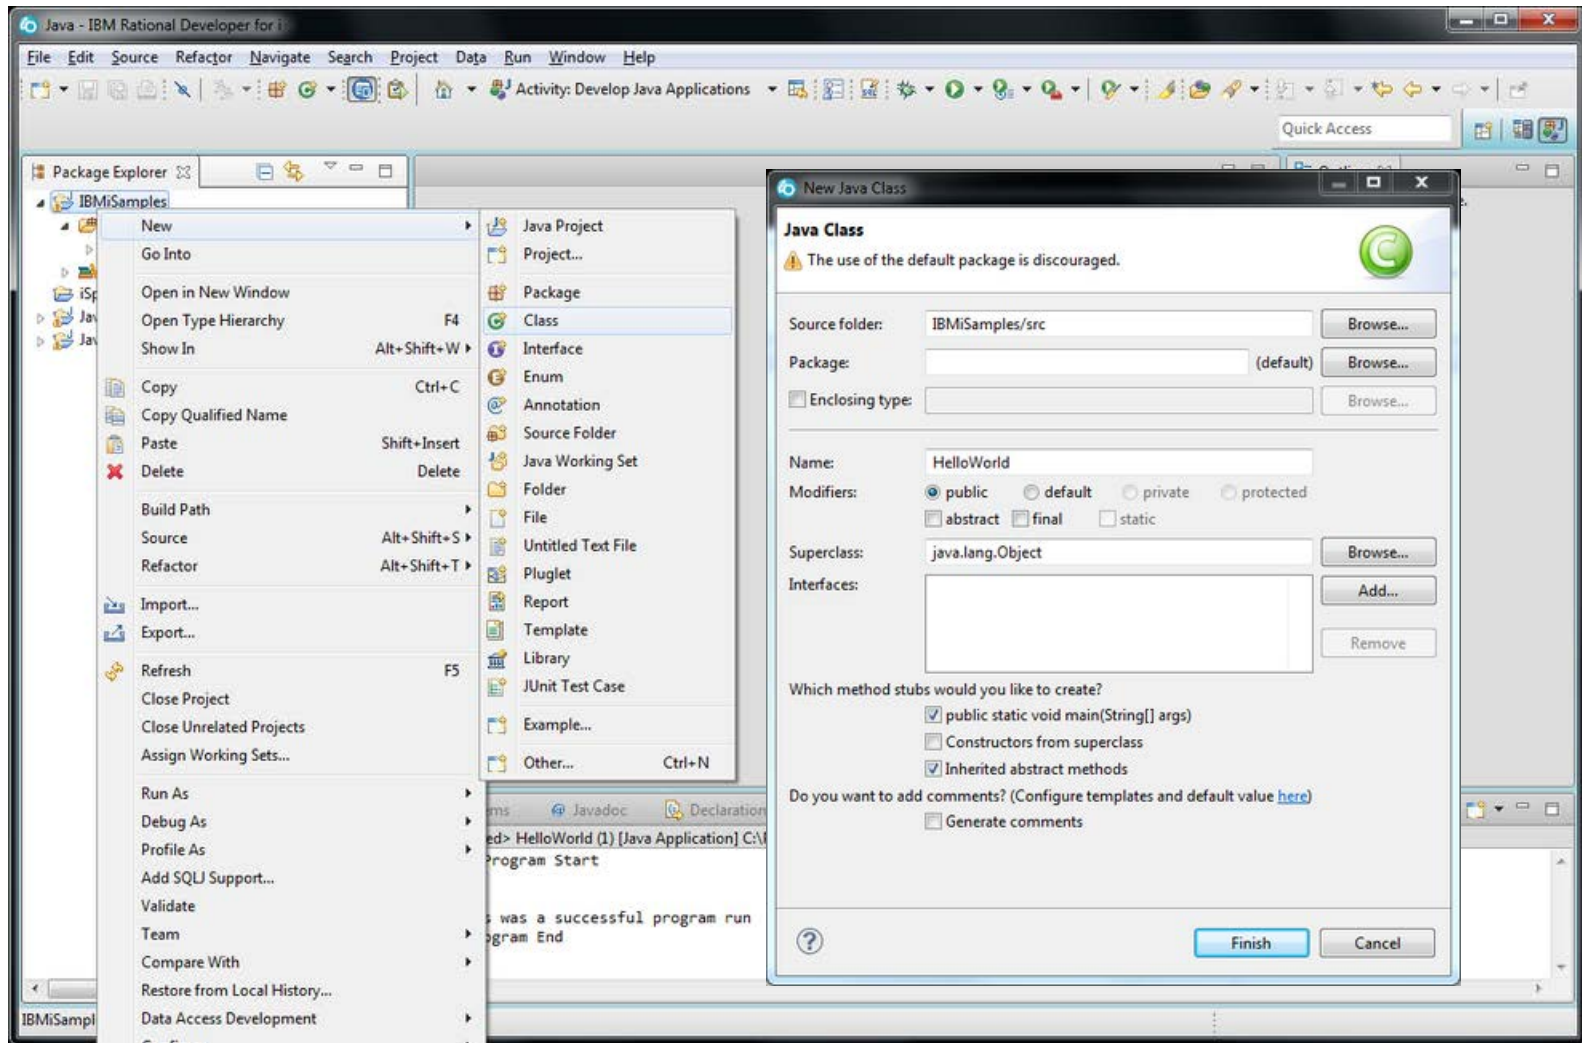 Java - IBM Rational Developer for i
File Edit Source Refactor Navigate Search Project Data Run Window Help
Activity: Develop Java Applications
Quick Access
Package Explorer
IBMiSamples
New
Go Into
Open in New Window
Open Type Hierarchy F4
Show In Alt+Shift+W
Copy Ctrl+C
Copy Qualified Name
Paste Shift+Insert
Delete Delete
Build Path
Source Alt+Shift+S
Refactor Alt+Shift+T
Import...
Export...
Refresh F5
Close Project
Close Unrelated Projects
Assign Working Sets...
Run As
Debug As
Profile As
Add SQLJ Support...
Validate
Team
Compare With
Restore from Local History...
Data Access Development
Java Project
Project...
Package
Class
Interface
Enum
Annotation
Source Folder
Java Working Set
Folder
File
Untitled Text File
Pluglet
Report
Template
Library
JUnit Test Case
Example...
Other... Ctrl+N
New Java Class
Java Class
The use of the default package is discouraged.
Source folder: IBMiSamples/src Browse...
Package: (default) Browse...
Enclosing type: Browse...
Name: HelloWorld
Modifiers: public default private protected
abstract final static
Superclass: java.lang.Object Browse...
Interfaces: Add...
Remove
Which method stubs would you like to create?
public static void main(String[] args)
Constructors from superclass
Inherited abstract methods
Do you want to add comments? (Configure templates and default value here)
Generate comments
Finish Cancel
Javadoc Declaration
HelloWorld (1) [Java Application] C:\
Program Start
was a successful program run
End
IBMiSampl